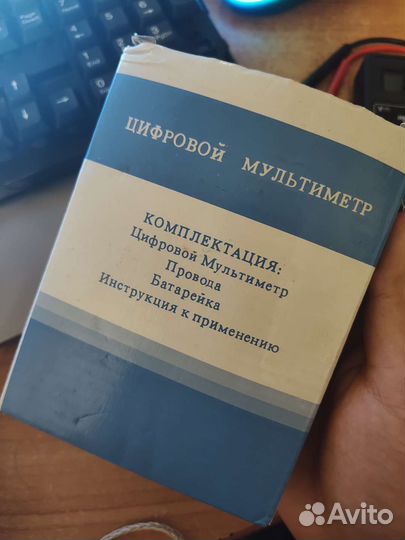 ЦИФРОВОЙ МУЛЬТИМЕТР
КОМПЛЕКТАЦИЯ:
Цифровой Мультиметр
Провода
Батарейка
Инструкция к применению
Avito